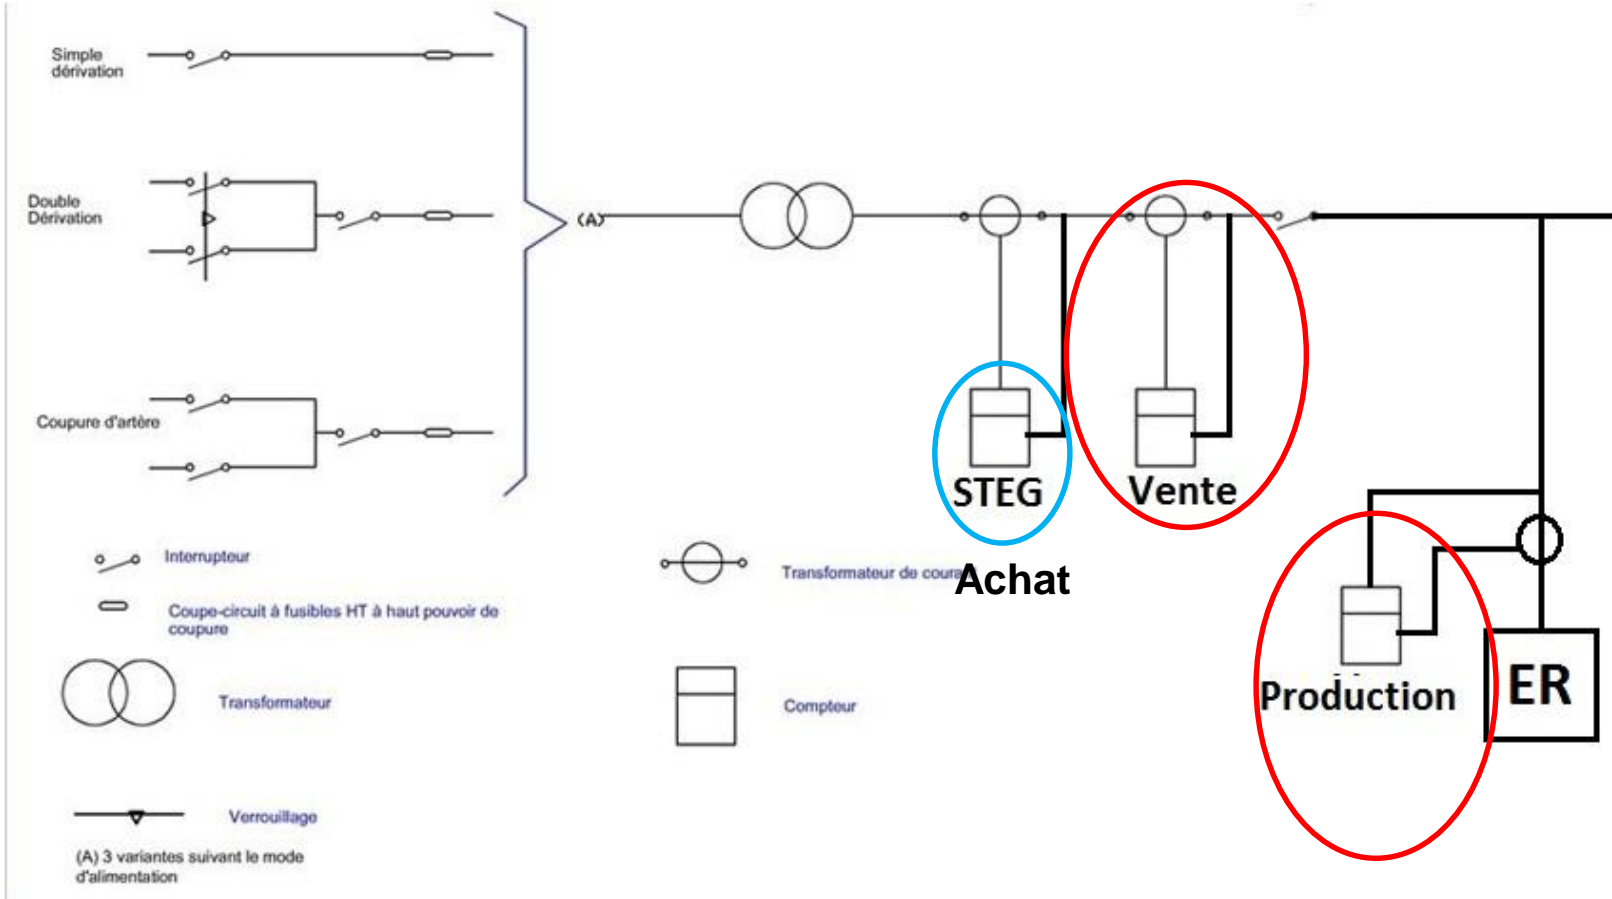 Simple
dérivation
Double
Dérivation
(A)
Coupure d'artère
STEG
Vente
Achat
Interrupteur
Transformateur de coura
Coupe-circuit à fusibles HT à haut pouvoir de
coupure
Production
ER
Transformateur
Compteur
Verrouillage
(A) 3 variantes suivant le mode
d'alimentation